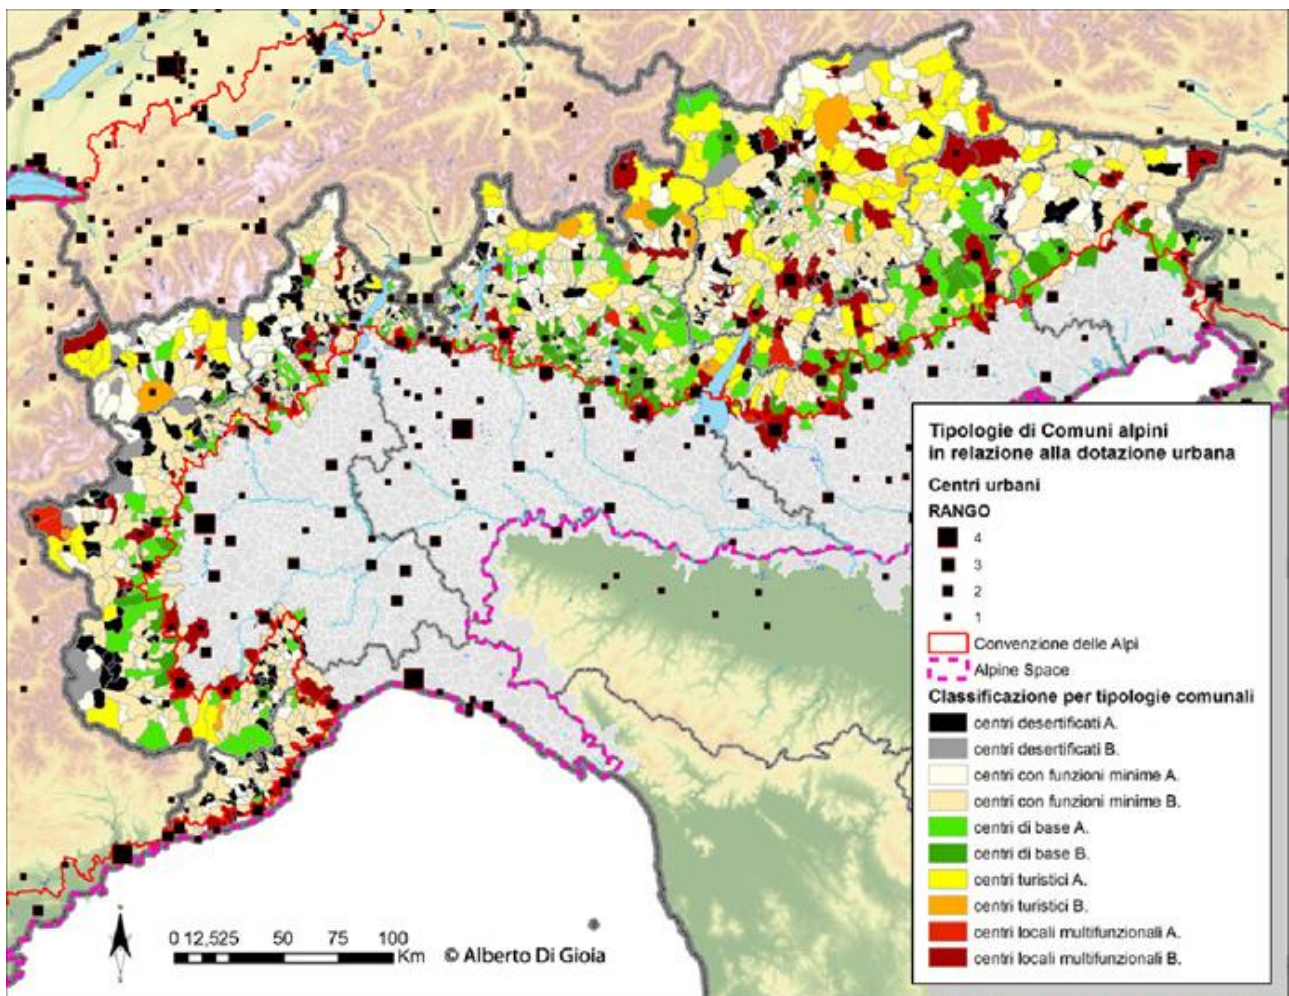 Tipologie di Comuni alpini
in relazione alla dotazione urbana
Centri urbani
RANGO
4
3
2
1
Convenzione delle Alpi
Alpine Space
Classificazione per tipologie comunali
centri desertificati A.
centri desertificati B.
centri con funzioni minime A.
centri con funzioni minime B.
centri di base A.
centri di base B.
centri turistici A.
centri turistici B.
centri locali multifunzionali A.
centri locali multifunzionali B.
0 12,525 50 75 100
Km
© Alberto Di Gioia